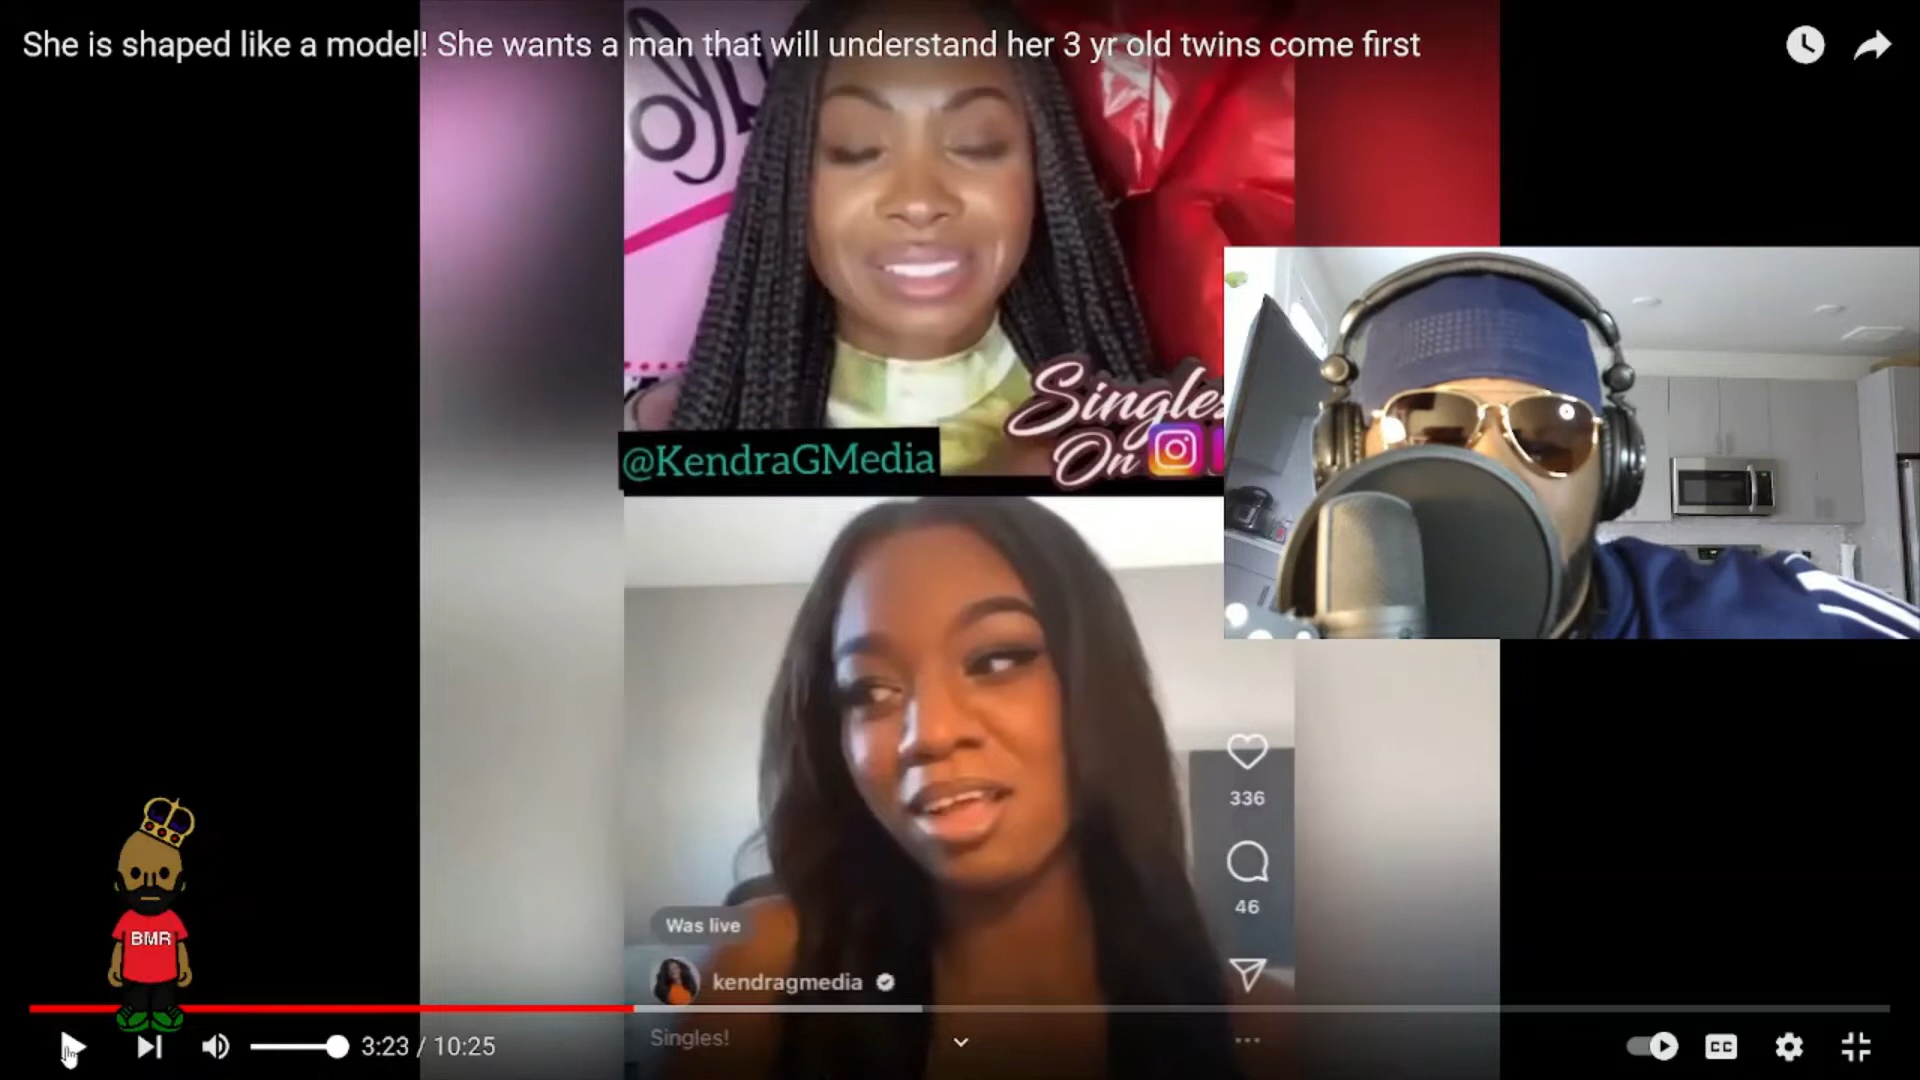 She is shaped like a model! She wants a man that will understand her 3 yr old twins come first
@KendraGMedia
Singles
On
336
46
Was live
kendragmedia
Singles!
BMR
3:23 / 10:25
CC